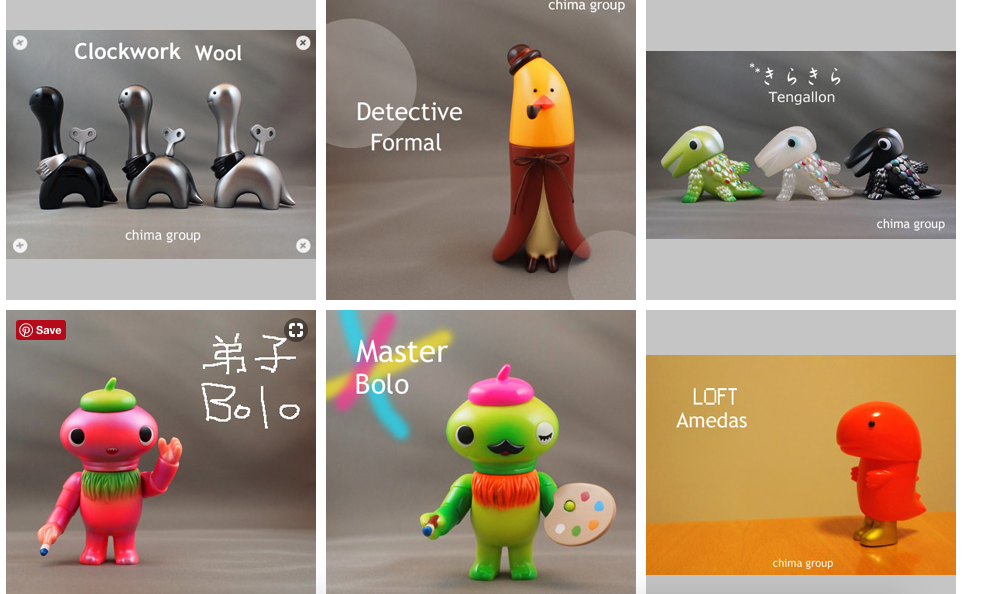 Clockwork Wool
chima group
chima group
Detective
Formal
**きらきら
Tengallon
chima group
Save
弟子
Bolo
Master
Bolo
LOFT
Amedas
chima group